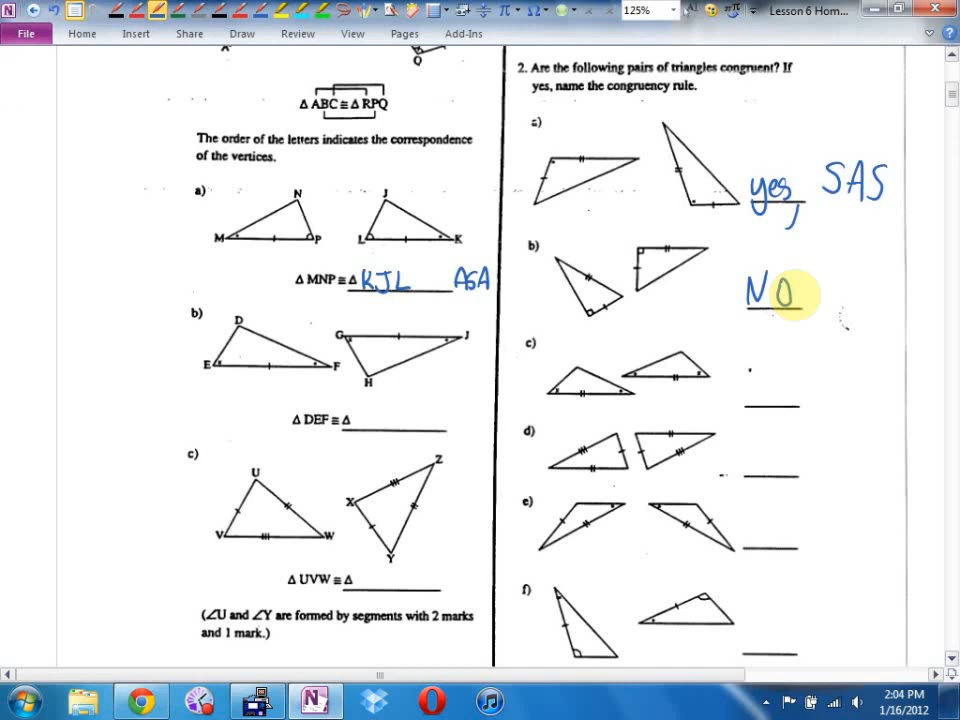 125%
Lesson 6 Hom...
File Home Insert Share Draw Review View Pages Add-Ins
Q
Δ ABC ≅ Δ RPQ
The order of the letters indicates the correspondence
of the vertices.
a)
N J
M P L K
Δ MNP ≅ Δ KJL ASA
b)
D G J
E F
H
Δ DEF ≅ Δ
c)
Z
U
X
V W
Y
Δ UVW ≅ Δ
(∠U and ∠Y are formed by segments with 2 marks
and 1 mark.)
2. Are the following pairs of triangles congruent? If
yes, name the congruency rule.
a)
yes, SAS
b)
NO
c)
d)
e)
f)
2:04 PM
1/16/2012